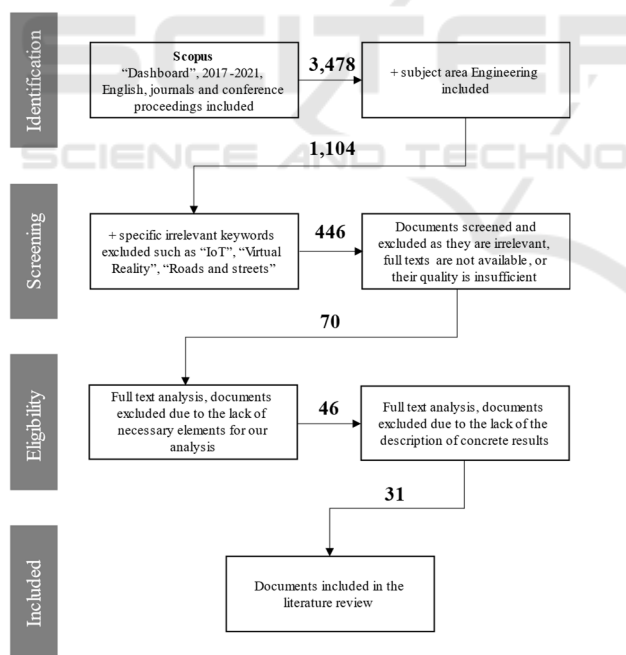 SCITE
SCIENCE AND TECHNO
Identification
Scopus
“Dashboard”, 2017 -2021,
English, journals and conference
proceedings included
3,478
+ subject area Engineering
included
1,104
Screening
+ specific irrelevant keywords
excluded such as “IoT”, “Virtual
Reality”, “Roads and streets”
446
Documents screened and
excluded as they are irrelevant,
full texts are not available, or
their quality is insufficient
70
Eligibility
Full text analysis, documents
excluded due to the lack of
necessary elements for our
analysis
46
Full text analysis, documents
excluded due to the lack of the
description of concrete results
31
Included
Documents included in the
literature review